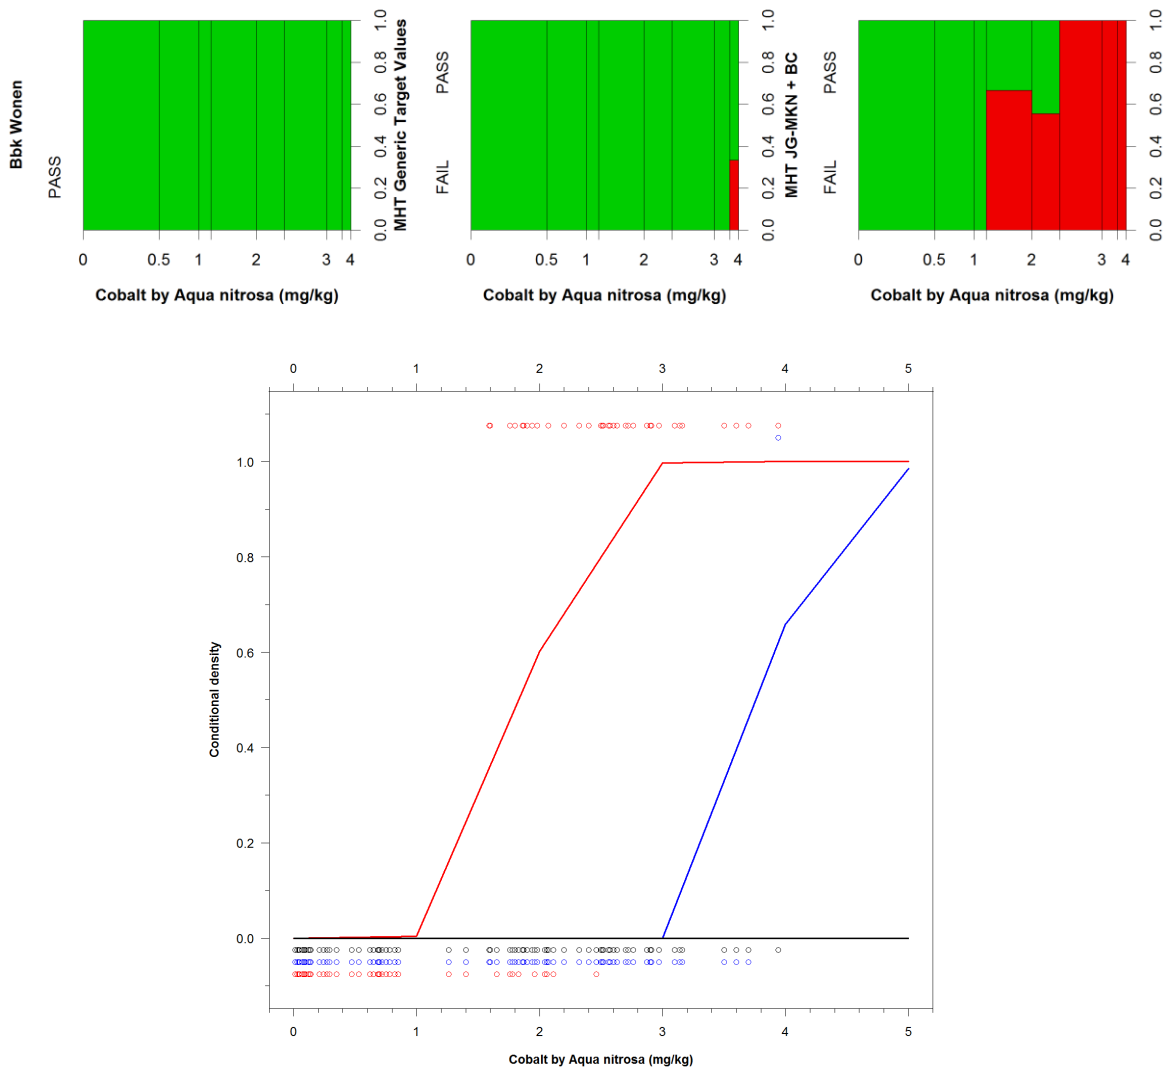 Bbk Wonen
PASS
0.0 0.2 0.4 0.6 0.8 1.0
0 0.5 1 2 3 4
Cobalt by Aqua nitrosa (mg/kg)
MHT Generic Target Values
FAIL PASS
0.0 0.2 0.4 0.6 0.8 1.0
0 0.5 1 2 3 4
Cobalt by Aqua nitrosa (mg/kg)
MHT JG-MKN + BC
FAIL PASS
0.0 0.2 0.4 0.6 0.8 1.0
0 0.5 1 2 3 4
Cobalt by Aqua nitrosa (mg/kg)
0 1 2 3 4 5
1.0
0.8
0.6
0.4
0.2
0.0
Conditional density
0 1 2 3 4 5
Cobalt by Aqua nitrosa (mg/kg)